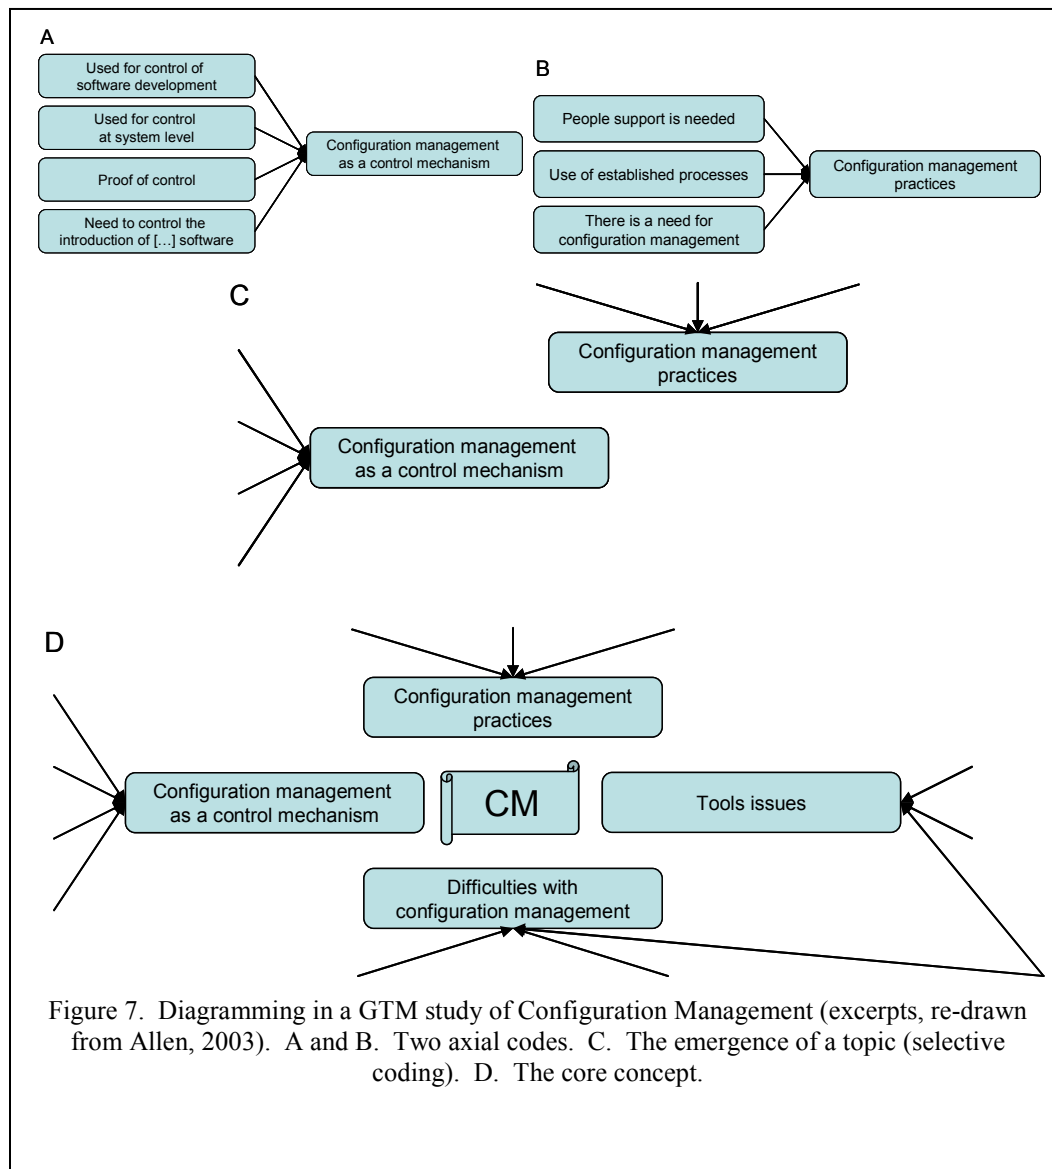 A
Used for control of
software development
Used for control
at system level
Proof of control
Need to control the
introduction of […] software
Configuration management
as a control mechanism
B
People support is needed
Use of established processes
There is a need for
configuration management
Configuration management
practices
C
Configuration management
practices
Configuration management
as a control mechanism
D
Configuration management
practices
Configuration management
as a control mechanism
CM
Tools issues
Difficulties with
configuration management
Figure 7.  Diagramming in a GTM study of Configuration Management (excerpts, re-drawn
from Allen, 2003).  A and B.  Two axial codes.  C.  The emergence of a topic (selective
coding).  D.  The core concept.